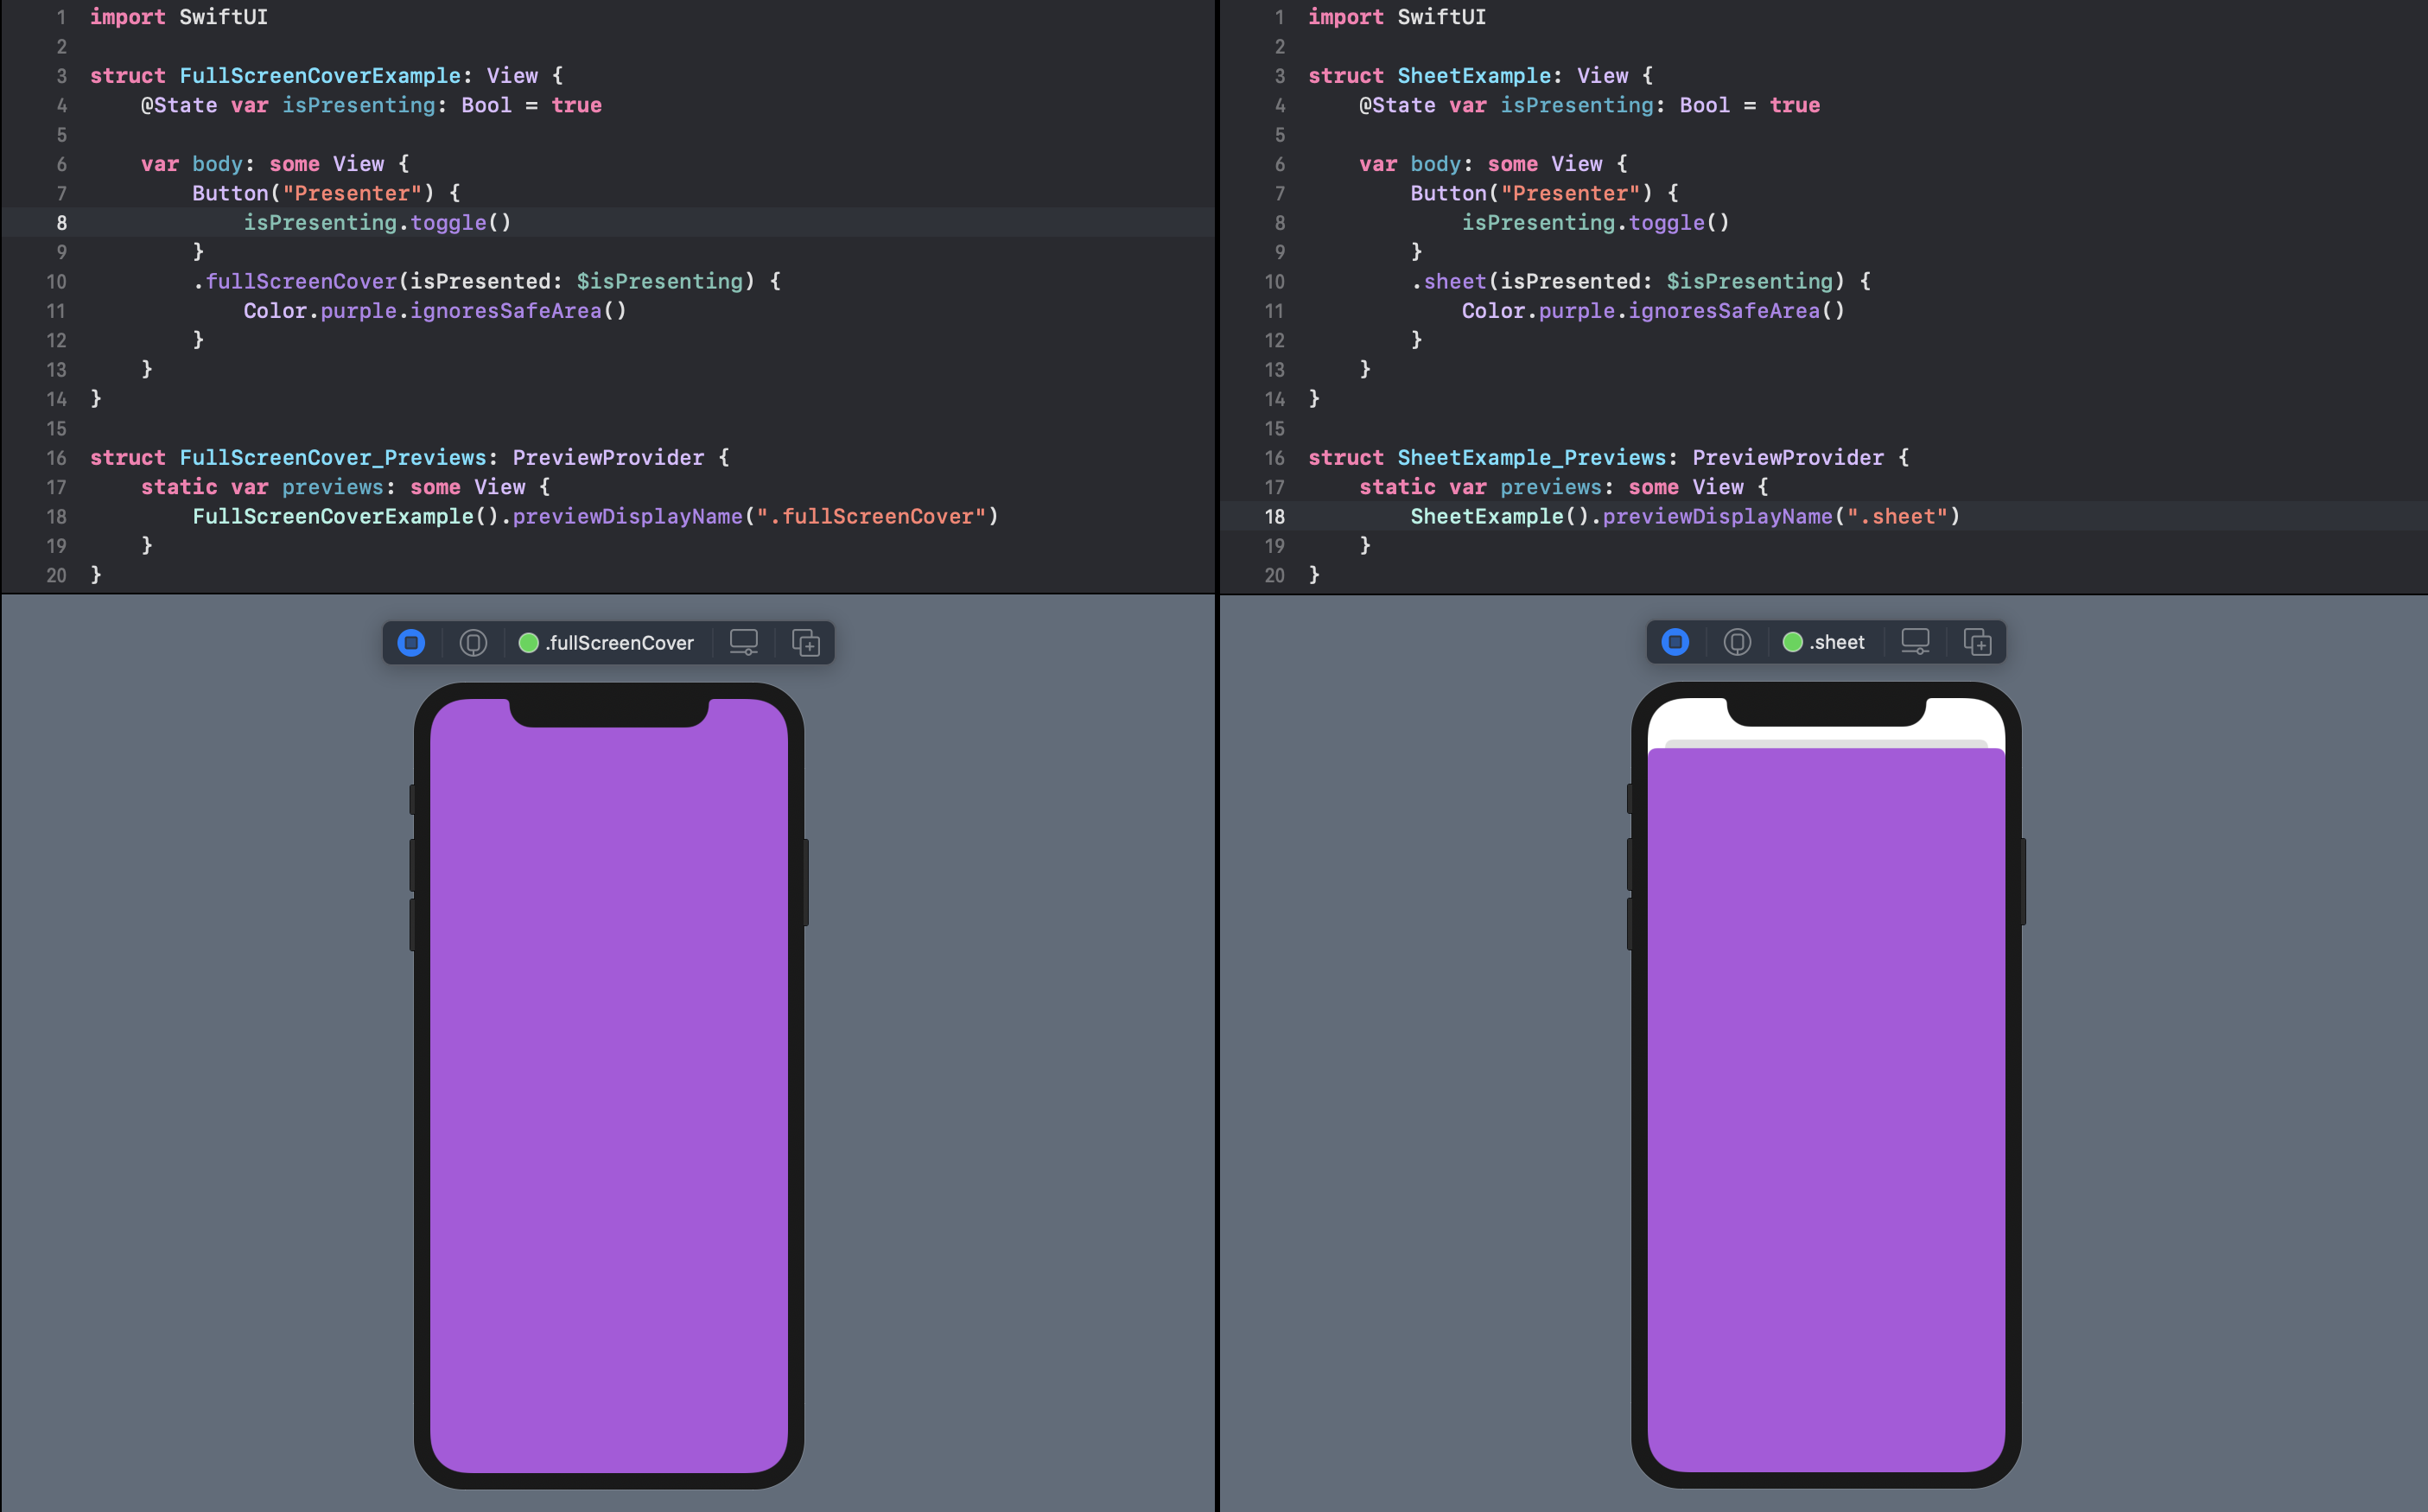 1 import SwiftUI
2
3 struct FullScreenCoverExample: View {
4     @State var isPresenting: Bool = true
5
6     var body: some View {
7         Button("Presenter") {
8             isPresenting.toggle()
9         }
10         .fullScreenCover(isPresented: $isPresenting) {
11             Color.purple.ignoresSafeArea()
12         }
13     }
14 }
15
16 struct FullScreenCover_Previews: PreviewProvider {
17     static var previews: some View {
18         FullScreenCoverExample().previewDisplayName(".fullScreenCover")
19     }
20 }
.fullScreenCover
1 import SwiftUI
2
3 struct SheetExample: View {
4     @State var isPresenting: Bool = true
5
6     var body: some View {
7         Button("Presenter") {
8             isPresenting.toggle()
9         }
10         .sheet(isPresented: $isPresenting) {
11             Color.purple.ignoresSafeArea()
12         }
13     }
14 }
15
16 struct SheetExample_Previews: PreviewProvider {
17     static var previews: some View {
18         SheetExample().previewDisplayName(".sheet")
19     }
20 }
.sheet